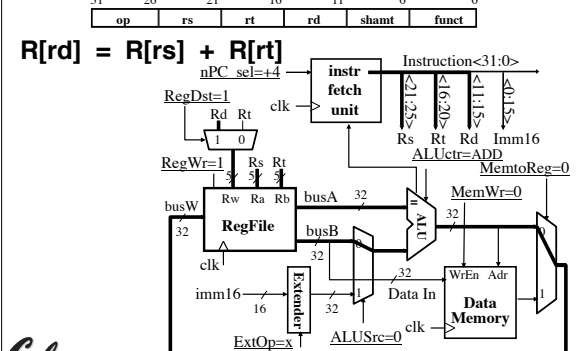 31 26 21 16 11 6 0
op rs rt rd shamt funct
R[rd] = R[rs] + R[rt]
nPC_sel=+4
instr fetch unit
Instruction<31:0>
clk
<21:25>
<16:20>
<11:15>
<0:15>
Rs Rt Rd Imm16
RegDst=1
Rd Rt
1 0
ALUctr=ADD
MemtoReg=0
RegWr=1
Rs Rt
5 5 5
MemWr=0
busW
32
Rw Ra Rb
RegFile
busA
32
busB
32
clk
=
ALU
32
0
1
0
1
32
Data In
WrEn Adr
Data Memory
clk
imm16
16
Extender
32
ExtOp=x
ALUSrc=0